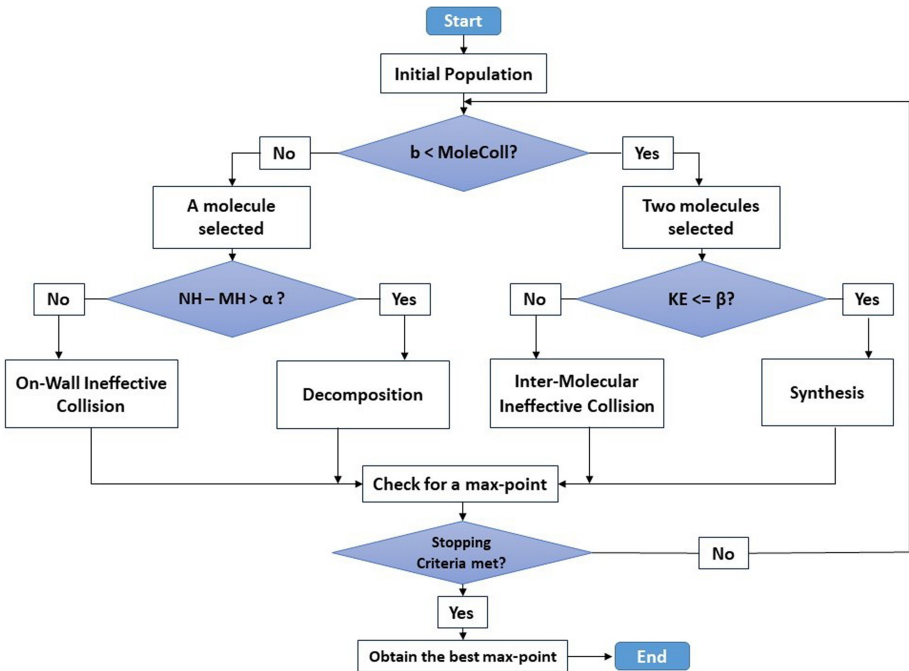 Start
Initial Population
b < MoleColl?
No
Yes
A molecule
selected
Two molecules
selected
NH – MH > α ?
No
Yes
KE <= β?
No
Yes
On-Wall Ineffective
Collision
Decomposition
Inter-Molecular
Ineffective Collision
Synthesis
Check for a max-point
Stopping
Criteria met?
No
Yes
Obtain the best max-point
End